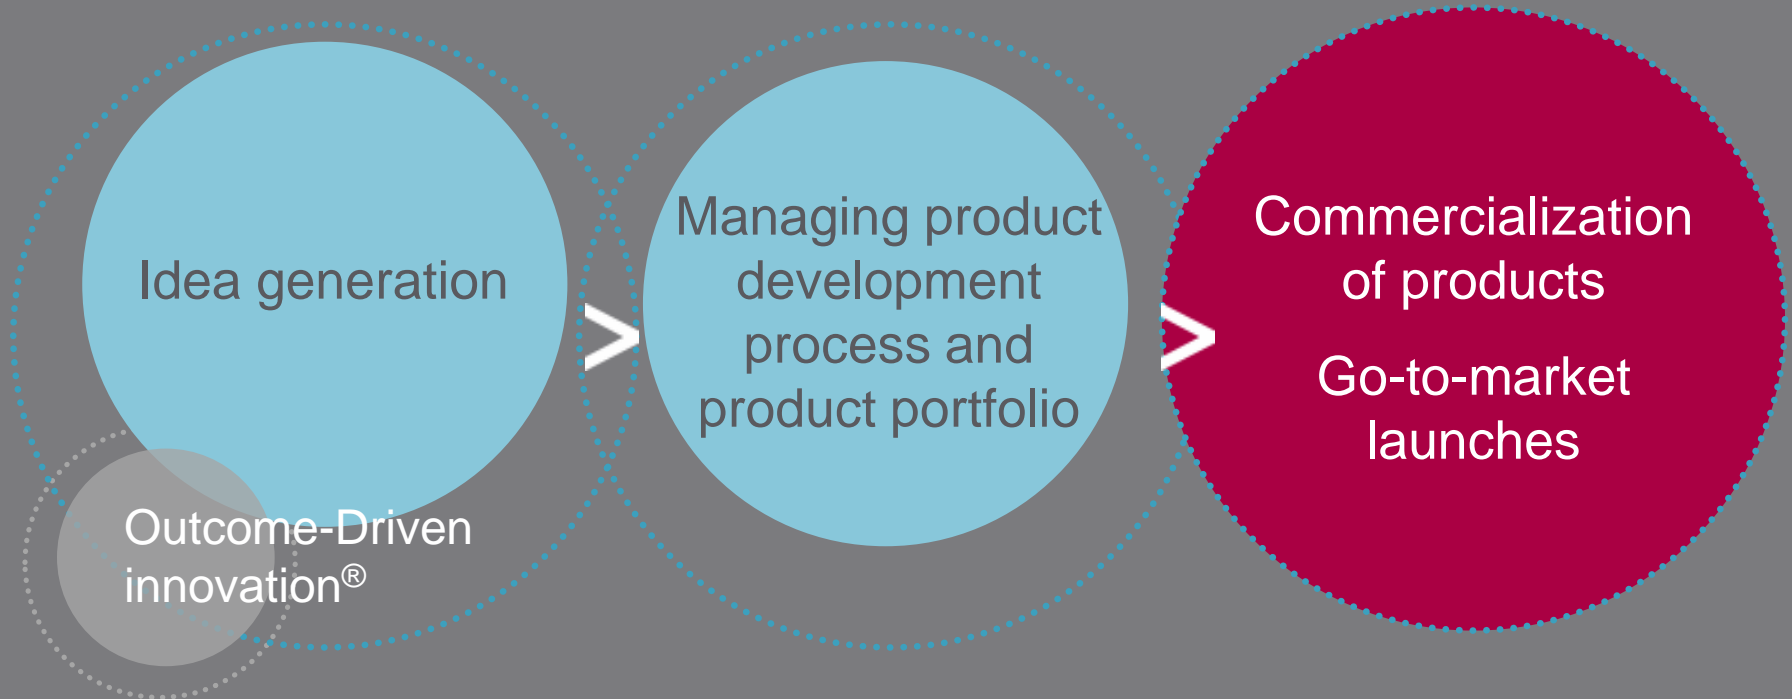 Idea generation
>
Managing product
development
process and
product portfolio
>
Commercialization
of products
Go-to-market
launches
Outcome-Driven
innovation®